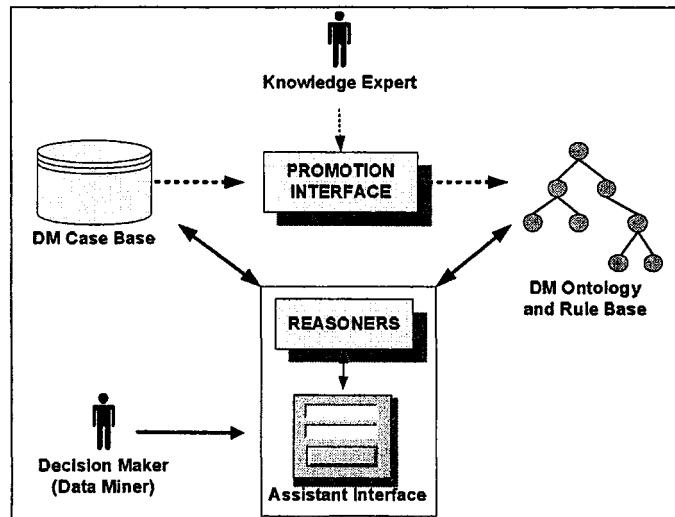 Knowledge Expert
PROMOTION
INTERFACE
DM Case Base
DM Ontology
and Rule Base
REASONERS
Decision Maker
(Data Miner)
Assistant Interface